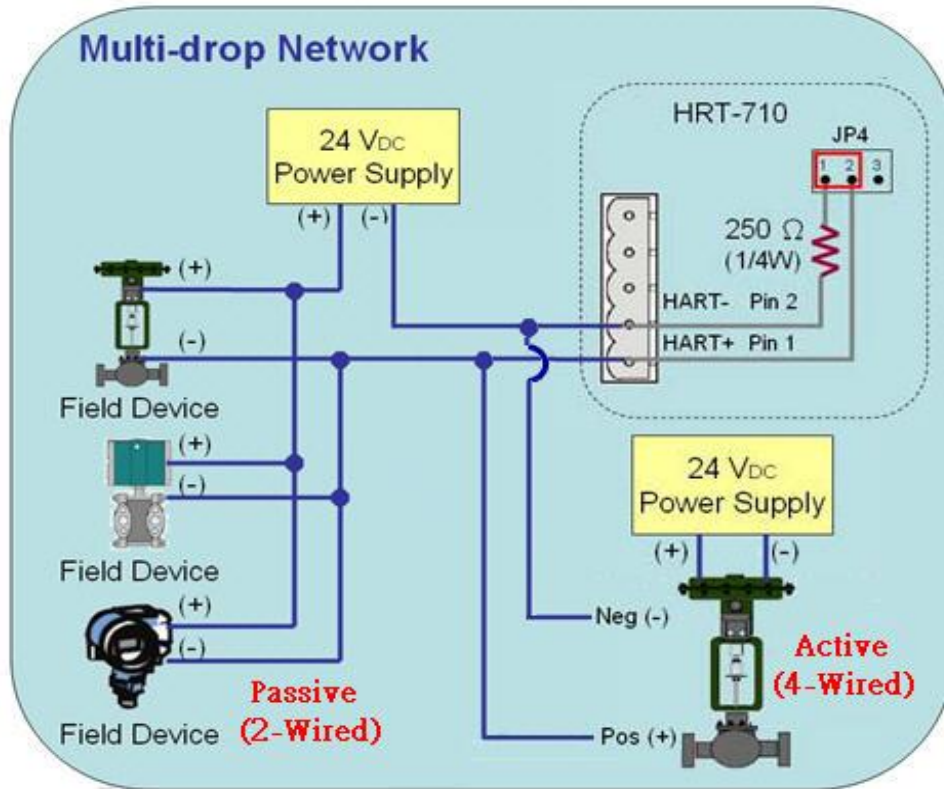 Multi-drop Network
24 VDC
Power Supply
(+) (-)
HRT-710
JP4
1 2 3
250 Ω
(1/4W)
HART- Pin 2
HART+ Pin 1
(+)
(-)
Field Device
(+)
(-)
Field Device
(+)
(-)
Field Device
Passive
(2-Wired)
24 VDC
Power Supply
(+) (-)
Neg (-)
Active
(4-Wired)
Pos (+)